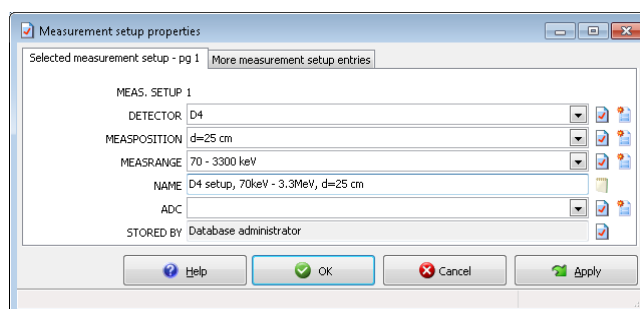 Measurement setup properties
Selected measurement setup - pg 1 More measurement setup entries
MEAS. SETUP 1
DETECTOR D4
MEASPOSITION d=25 cm
MEASRANGE 70 - 3300 keV
NAME D4 setup, 70keV - 3.3MeV, d=25 cm
ADC
STORED BY Database administrator
Help OK Cancel Apply